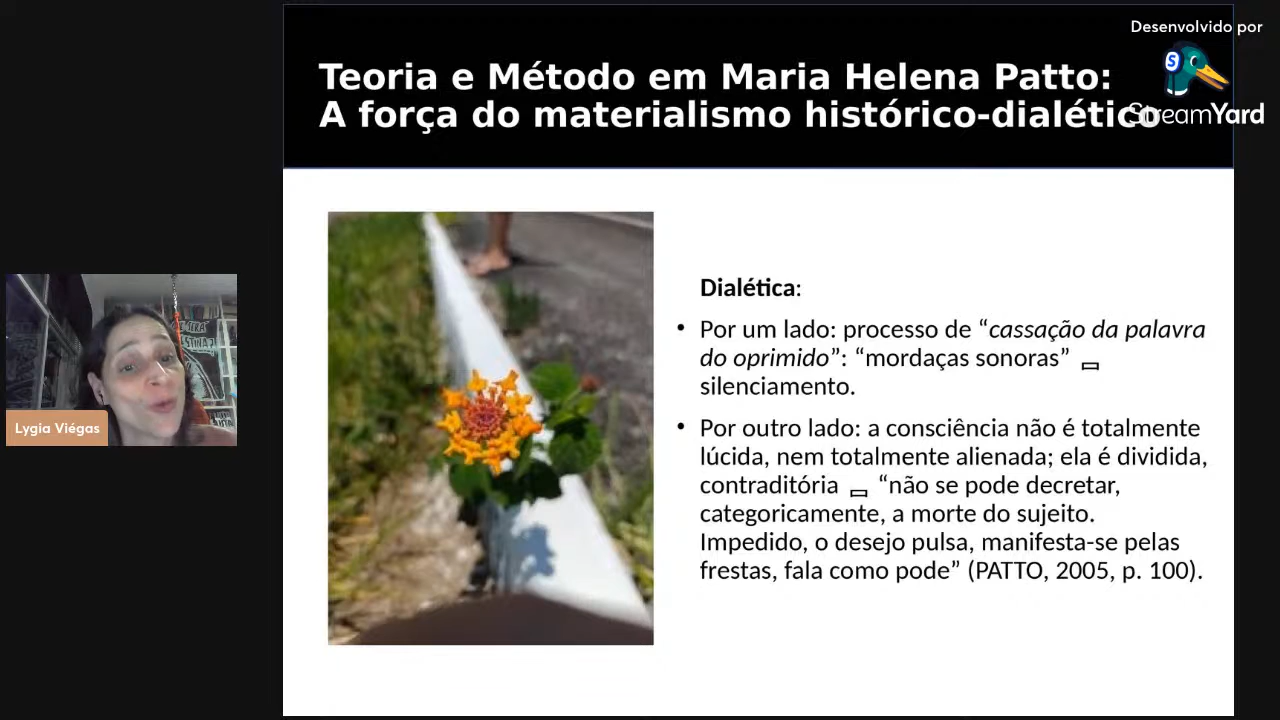 Desenvolvido por
StreamYard
Teoria e Método em Maria Helena Patto:
A força do materialismo histórico-dialético
Dialética:
• Por um lado: processo de “cassação da palavra
do oprimido”: “mordaças sonoras”
silenciamento.
• Por outro lado: a consciência não é totalmente
lúcida, nem totalmente alienada; ela é dividida,
contraditória “não se pode decretar,
categoricamente, a morte do sujeito.
Impedido, o desejo pulsa, manifesta-se pelas
frestas, fala como pode” (PATTO, 2005, p. 100).
Lygia Viégas